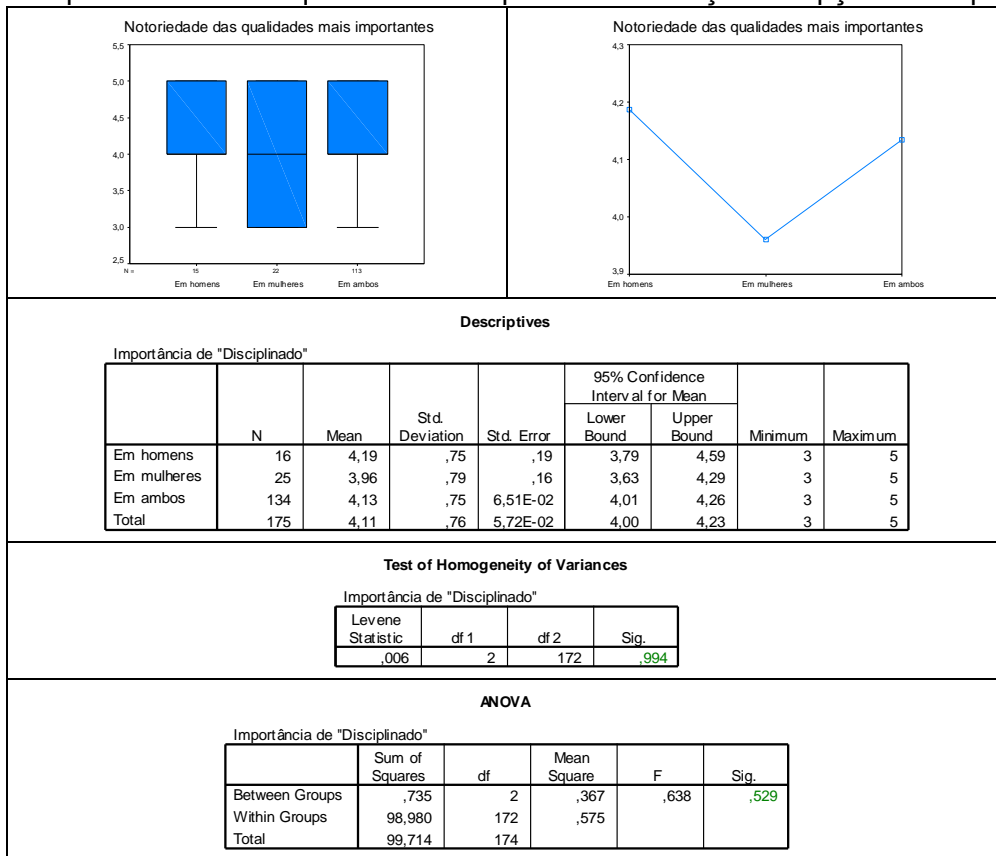 Notoriedade das qualidades mais importantes
5,5
5,0
4,5
4,0
3,5
3,0
2,5
N = 15 22 113
Em homens Em mulheres Em ambos
Notoriedade das qualidades mais importantes
4,3
4,2
4,1
4,0
3,9
Em homens Em mulheres Em ambos
Descriptives
Importância de "Disciplinado"
95% Confidence
Interval for Mean
Std. Lower Upper
N Mean Deviation Std. Error Bound Bound Minimum Maximum
Em homens 16 4,19 ,75 ,19 3,79 4,59 3 5
Em mulheres 25 3,96 ,79 ,16 3,63 4,29 3 5
Em ambos 134 4,13 ,75 6,51E-02 4,01 4,26 3 5
Total 175 4,11 ,76 5,72E-02 4,00 4,23 3 5
Test of Homogeneity of Variances
Importância de "Disciplinado"
Levene
Statistic df1 df2 Sig.
,006 2 172 ,994
ANOVA
Importância de "Disciplinado"
Sum of Mean
Squares df Square F Sig.
Between Groups ,735 2 ,367 ,638 ,529
Within Groups 98,980 172 ,575
Total 99,714 174